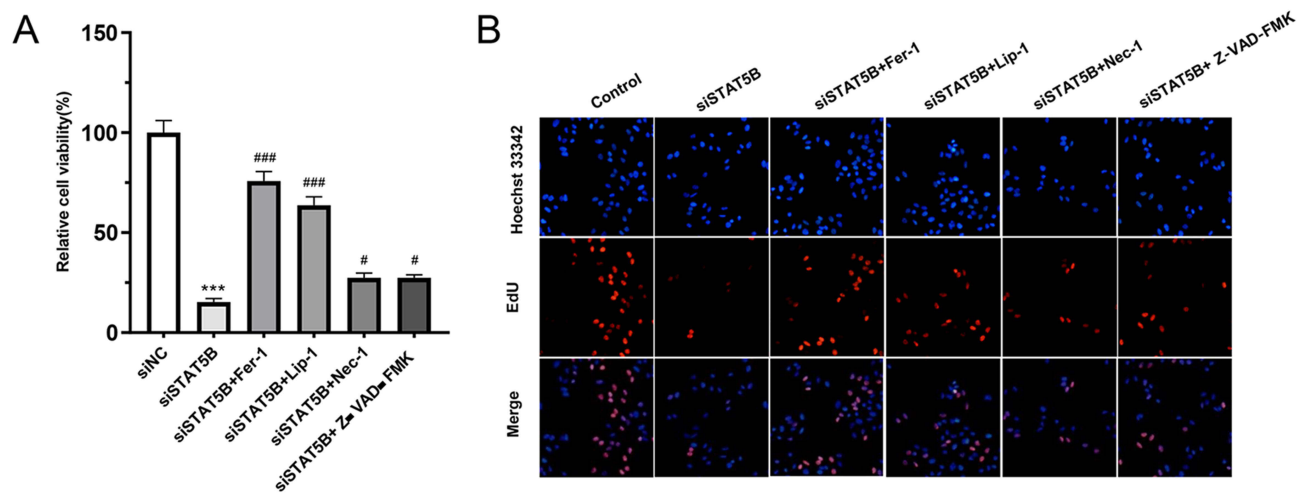 A
150
100
50
0
Relative cell viability(%)
***
###
###
#
#
siNC
siSTAT5B
siSTAT5B+Fer-1
siSTAT5B+Lip-1
siSTAT5B+Nec-1
siSTAT5B+ Z▪ VAD▪ FMK
B
Control
siSTAT5B
siSTAT5B+Fer-1
siSTAT5B+Lip-1
siSTAT5B+Nec-1
siSTAT5B+ Z-VAD-FMK
Hoechst 33342
EdU
Merge